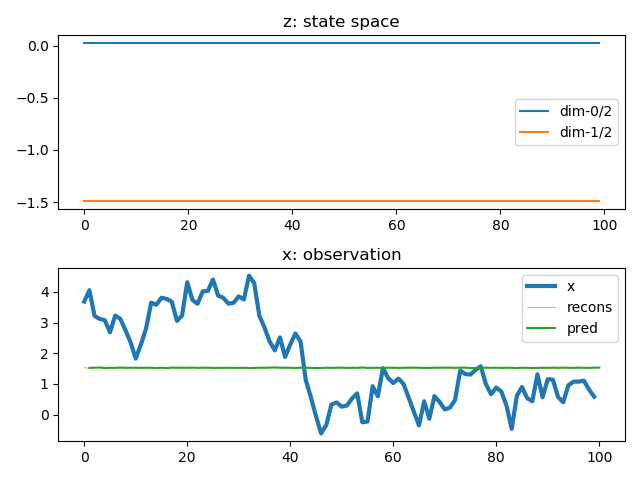 z: state space
0.0
−0.5
−1.0
−1.5
dim-0/2
dim-1/2
0 20 40 60 80 100
x: observation
4
3
2
1
0
x
recons
pred
0 20 40 60 80 100